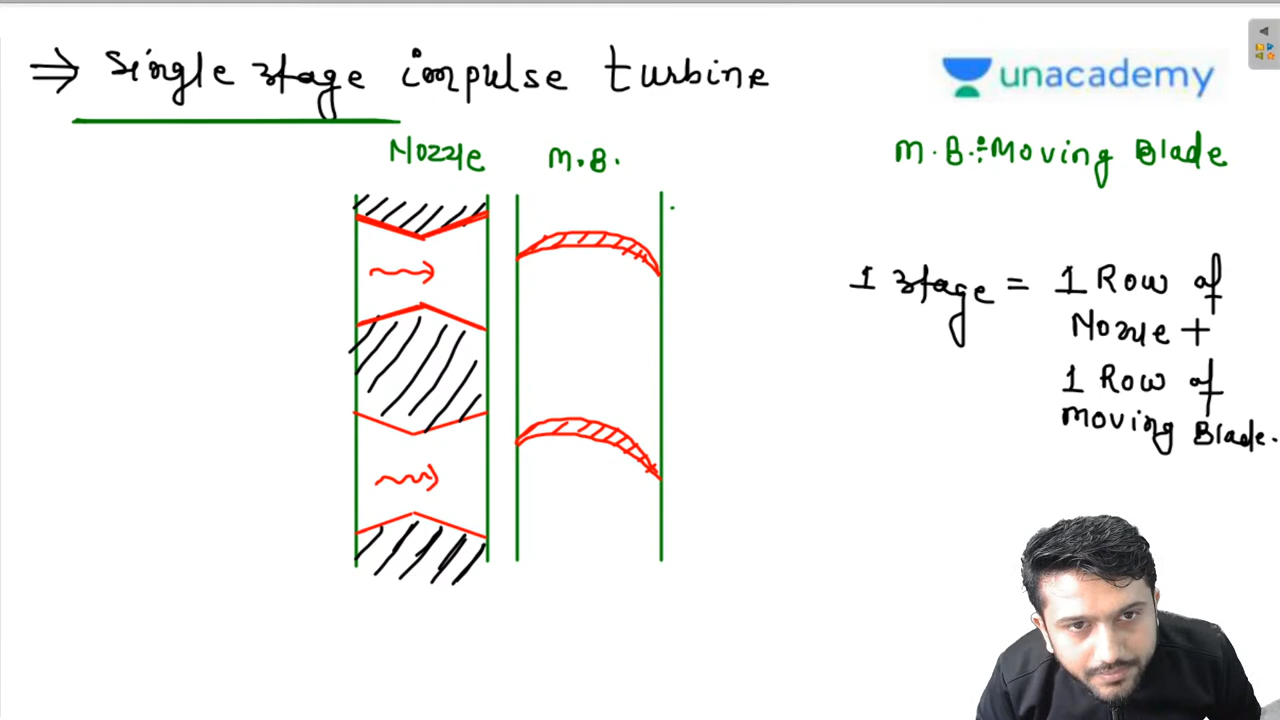 ⇒ Single stage impulse turbine
unacademy
Nozzle M.B.
M.B.÷Moving Blade
1 stage = 1 Row of
Nozzle +
1 Row of
moving Blade.